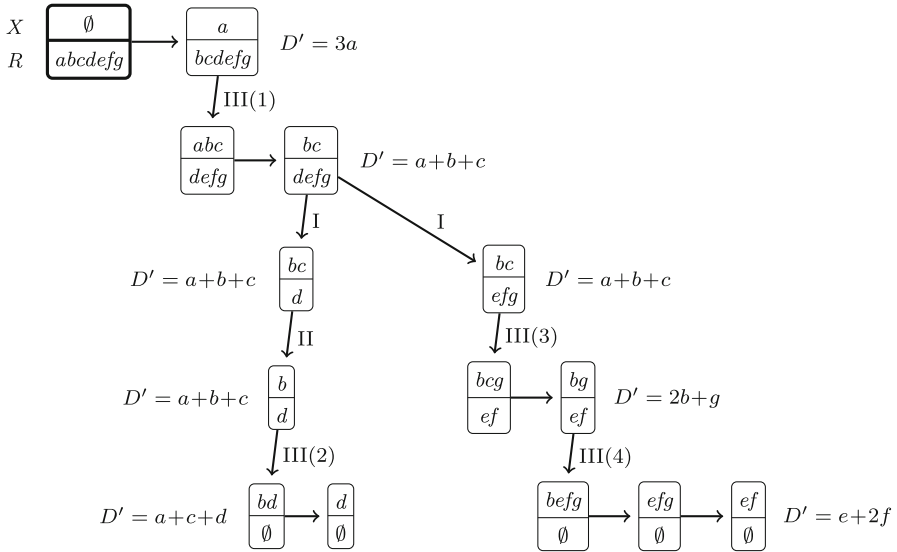 X ∅ a D′ = 3a
R abcdefg bcdefg
III(1)
abc bc D′ = a+b+c
defg defg
I I
D′ = a+b+c bc bc D′ = a+b+c
d efg
II III(3)
D′ = a+b+c b bcg bg D′ = 2b+g
d ef ef
III(2) III(4)
D′ = a+c+d bd d befg efg ef D′ = e+2f
∅ ∅ ∅ ∅ ∅